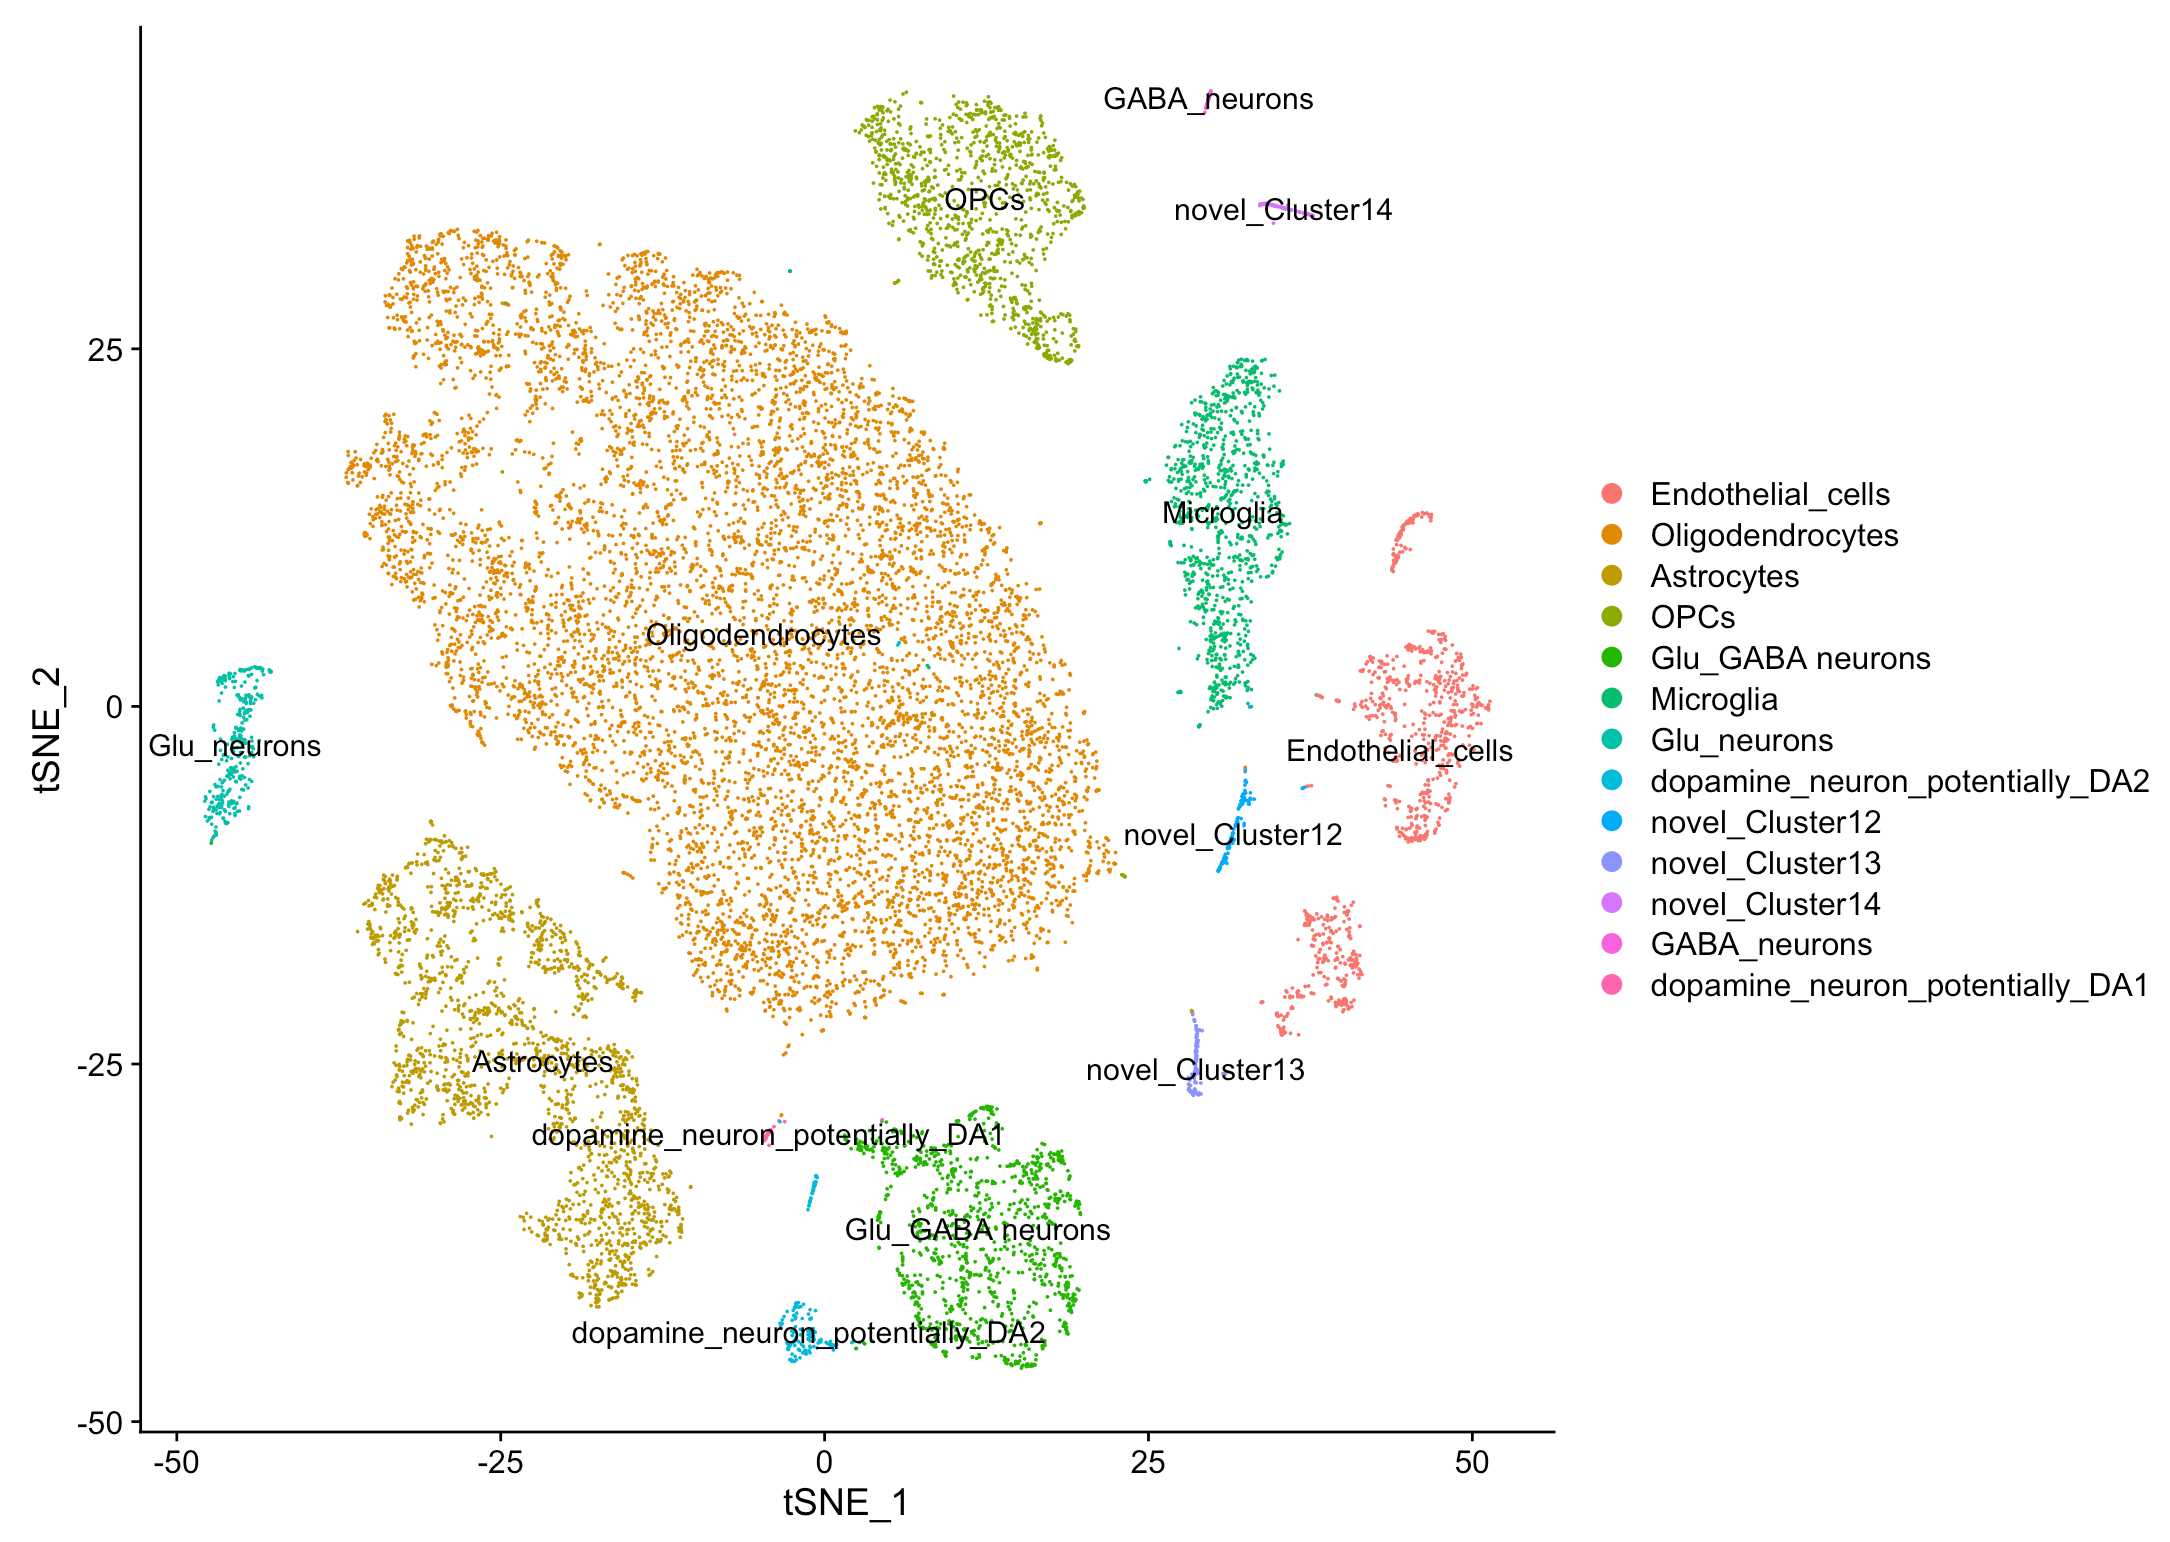 GABA_neurons
OPCs
novel_Cluster14
25
Microglia
Oligodendrocytes
0
Glu_neurons
Endothelial_cells
novel_Cluster12
-25
Astrocytes
novel_Cluster13
dopamine_neuron_potentially_DA1
Glu_GABA neurons
dopamine_neuron_potentially_DA2
-50
-50
-25
0
25
50
tSNE_1
tSNE_2
Endothelial_cells
Oligodendrocytes
Astrocytes
OPCs
Glu_GABA neurons
Microglia
Glu_neurons
dopamine_neuron_potentially_DA2
novel_Cluster12
novel_Cluster13
novel_Cluster14
GABA_neurons
dopamine_neuron_potentially_DA1